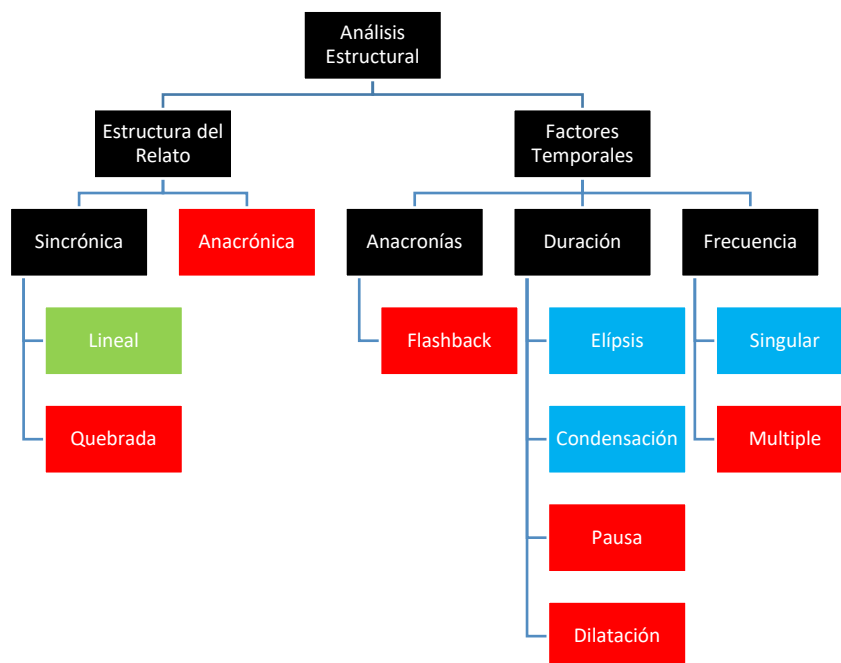 Análisis
Estructural
Estructura del
Relato
Factores
Temporales
Sincrónica
Anacrónica
Anacronías
Duración
Frecuencia
Lineal
Flashback
Elípsis
Singular
Quebrada
Condensación
Multiple
Pausa
Dilatación